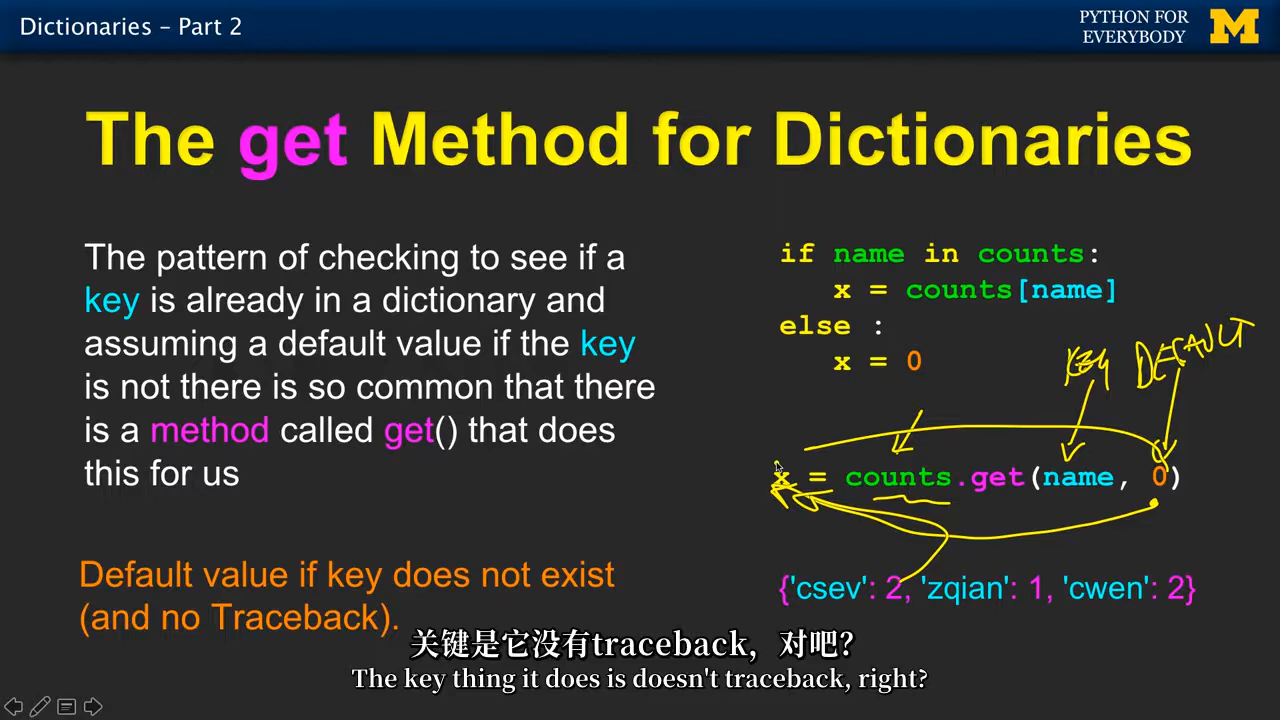 Dictionaries – Part 2
PYTHON FOR
EVERYBODY
M
The get Method for Dictionaries
The pattern of checking to see if a
key is already in a dictionary and
assuming a default value if the key
is not there is so common that there
is a method called get() that does
this for us
Default value if key does not exist
(and no Traceback).
if name in counts:
x = counts[name]
else :
x = 0
KEY DEFAULT
x = counts.get(name, 0)
{'csev': 2, 'zqian': 1, 'cwen': 2}
关键是它没有traceback，对吧？
The key thing it does is doesn't traceback, right?